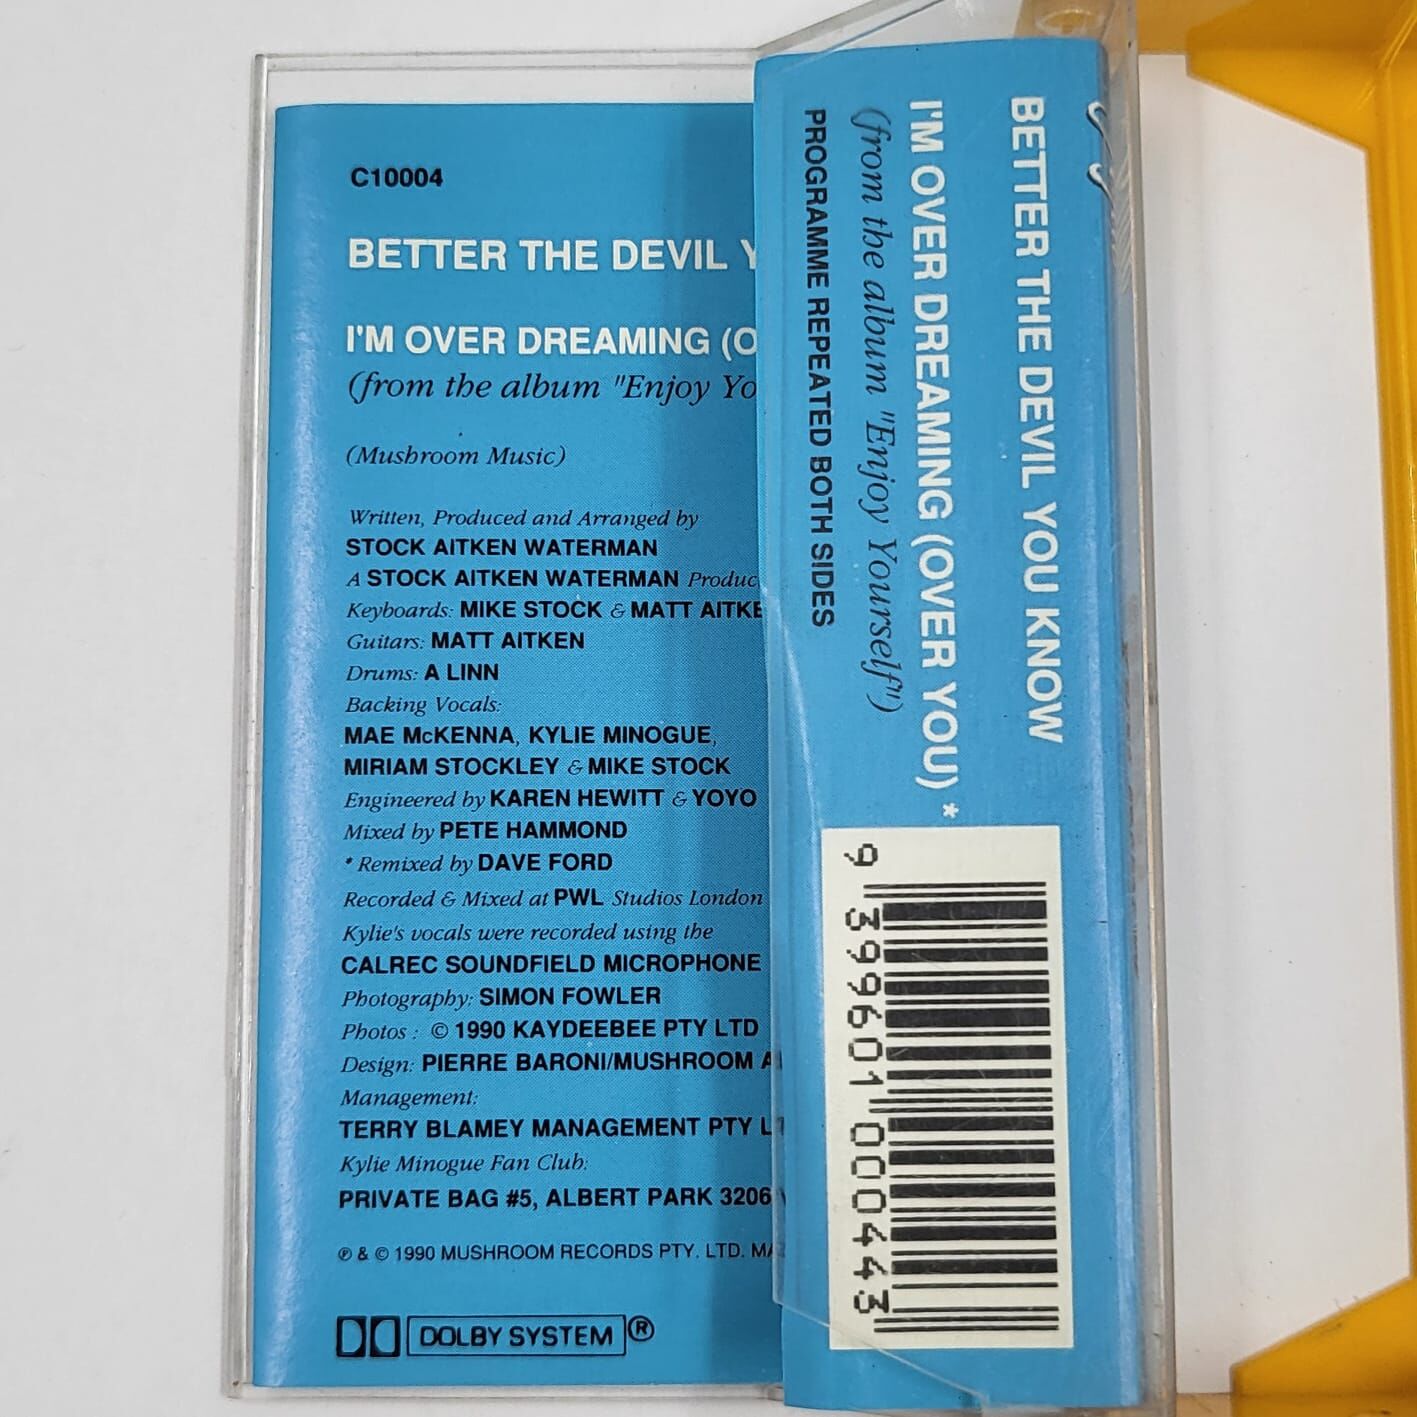 C10004
BETTER THE DEVIL
I'M OVER DREAMING (O
(from the album "Enjoy Yo
(Mushroom Music)
Written, Produced and Arranged by
STOCK AITKEN WATERMAN
A STOCK AITKEN WATERMAN Produc
Keyboards: MIKE STOCK & MATT AITKE
Guitars: MATT AITKEN
Drums: A LINN
Backing Vocals:
MAE McKENNA, KYLIE MINOGUE,
MIRIAM STOCKLEY & MIKE STOCK
Engineered by KAREN HEWITT & YOYO
Mixed by PETE HAMMOND
* Remixed by DAVE FORD
Recorded & Mixed at PWL Studios London
Kylie's vocals were recorded using the
CALREC SOUNDFIELD MICROPHONE
Photography: SIMON FOWLER
Photos : © 1990 KAYDEEBEE PTY LTD
Design: PIERRE BARONI/MUSHROOM A
Management:
TERRY BLAMEY MANAGEMENT PTY L
Kylie Minogue Fan Club:
PRIVATE BAG #5, ALBERT PARK 3206
℗ & © 1990 MUSHROOM RECORDS PTY. LTD. MA
DOLBY SYSTEM ®
BETTER THE DEVIL YOU KNOW
I'M OVER DREAMING (OVER YOU) *
(from the album "Enjoy Yourself")
PROGRAMME REPEATED BOTH SIDES
9 399601 000443